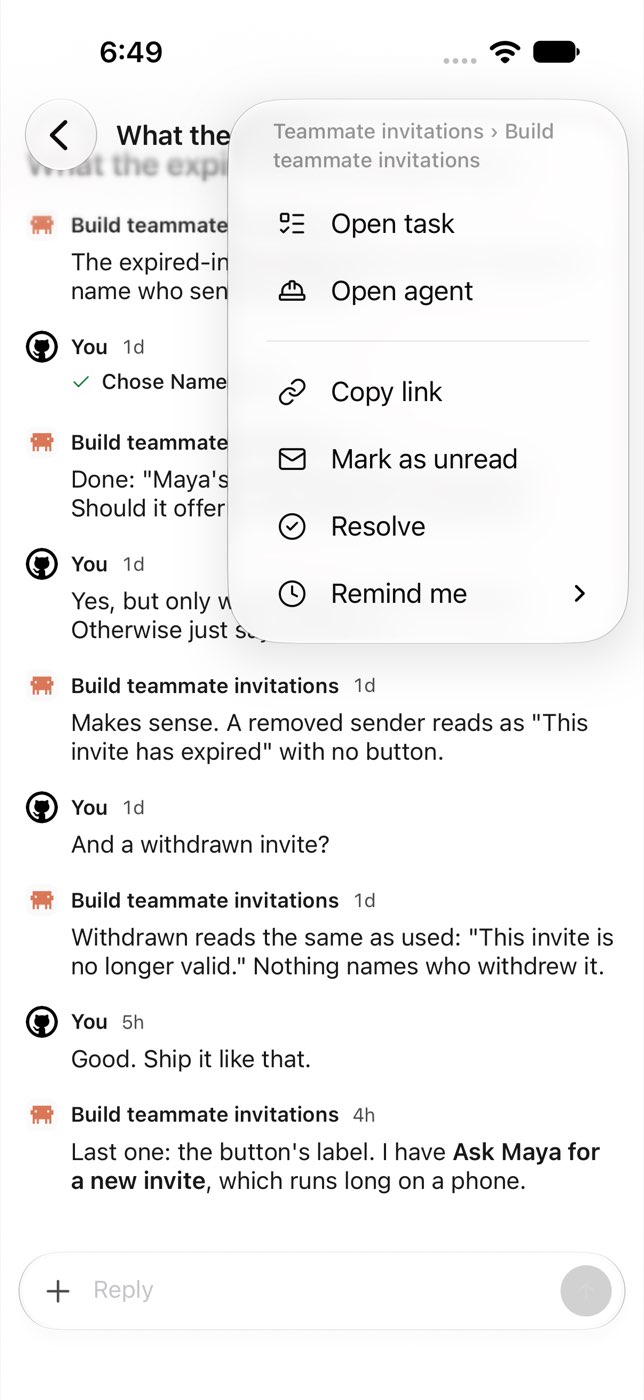 6:49
What the
What the expi
Teammate invitations › Build
teammate invitations
Open task
Open agent
Copy link
Mark as unread
Resolve
Remind me
Build teammate
The expired-in
name who sen
You 1d
Chose Name
Build teammate
Done: "Maya's
Should it offer
You 1d
Yes, but only w
Otherwise just say
Build teammate invitations 1d
Makes sense. A removed sender reads as "This
invite has expired" with no button.
You 1d
And a withdrawn invite?
Build teammate invitations 1d
Withdrawn reads the same as used: "This invite is
no longer valid." Nothing names who withdrew it.
You 5h
Good. Ship it like that.
Build teammate invitations 4h
Last one: the button's label. I have Ask Maya for
a new invite, which runs long on a phone.
Reply